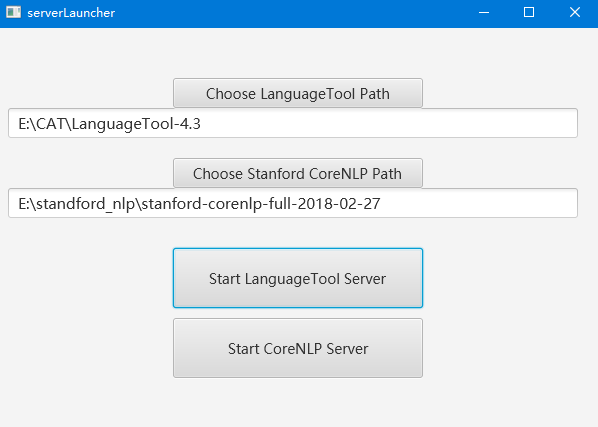 serverLauncher
Choose LanguageTool Path
E:\CAT\LanguageTool-4.3
Choose Stanford CoreNLP Path
E:\standford_nlp\stanford-corenlp-full-2018-02-27
Start LanguageTool Server
Start CoreNLP Server